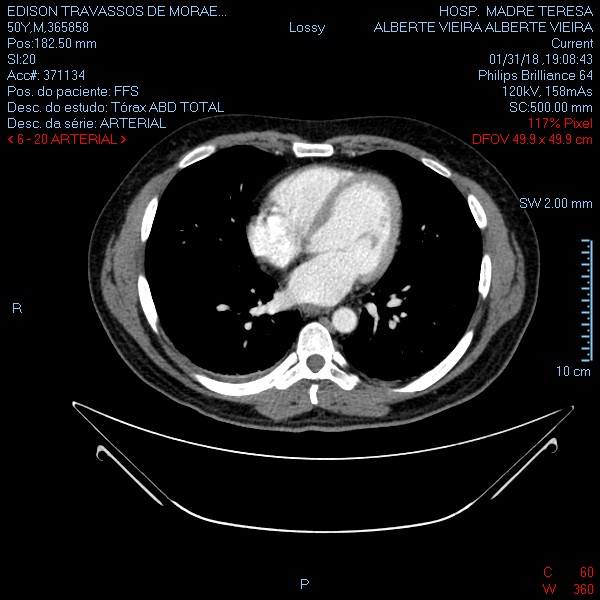 EDISON TRAVASSOS DE MORAE...
50Y,M,365858
Pos:182.50 mm
SI:20
Acc#: 371134
Pos. do paciente: FFS
Desc. do estudo: Tórax ABD TOTAL
Desc. da série: ARTERIAL
< 6 - 20 ARTERIAL >
Lossy
HOSP. MADRE TERESA
ALBERTE VIEIRA ALBERTE VIEIRA
Current
01/31/18 ,19:08:43
Philips Brilliance 64
120kV, 158mAs
SC:500.00 mm
117% Pixel
DFOV 49.9 x 49.9 cm
SW 2.00 mm
R
10 cm
P
C 60
W 360